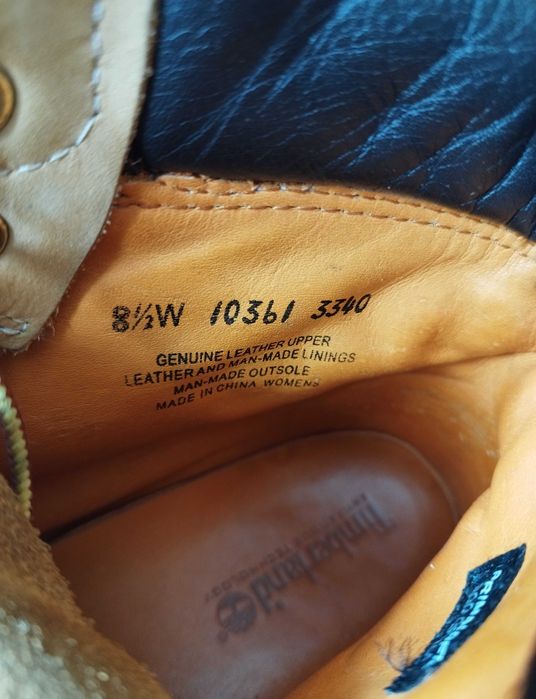 8½W 10361 3340
GENUINE LEATHER UPPER
LEATHER AND MAN-MADE LININGS
MAN-MADE OUTSOLE
MADE IN CHINA WOMENS
Timberland